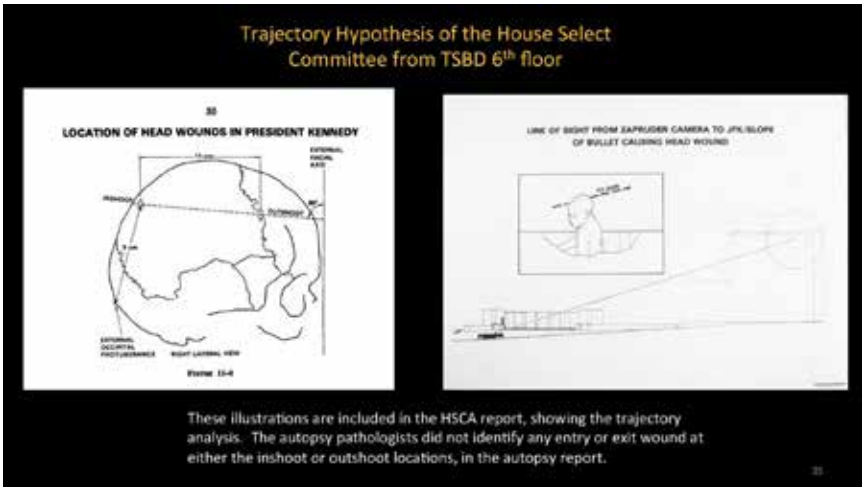 Trajectory Hypothesis of the House Select
Committee from TSBD 6th floor
LOCATION OF HEAD WOUNDS IN PRESIDENT KENNEDY
EXTERNAL
FACIAL
INSHOOT
OUTSHOOT
EXTERNAL
OCCIPITAL
PROTUBERANCE
RIGHT LATERAL VIEW
LINE OF SIGHT FROM ZAPRUDER CAMERA TO JFK/SLOPE
OF BULLET CAUSING HEAD WOUND
These illustrations are included in the HSCA report, showing the trajectory
analysis. The autopsy pathologists did not identify any entry or exit wound at
either the inshoot or outshoot locations, in the autopsy report.